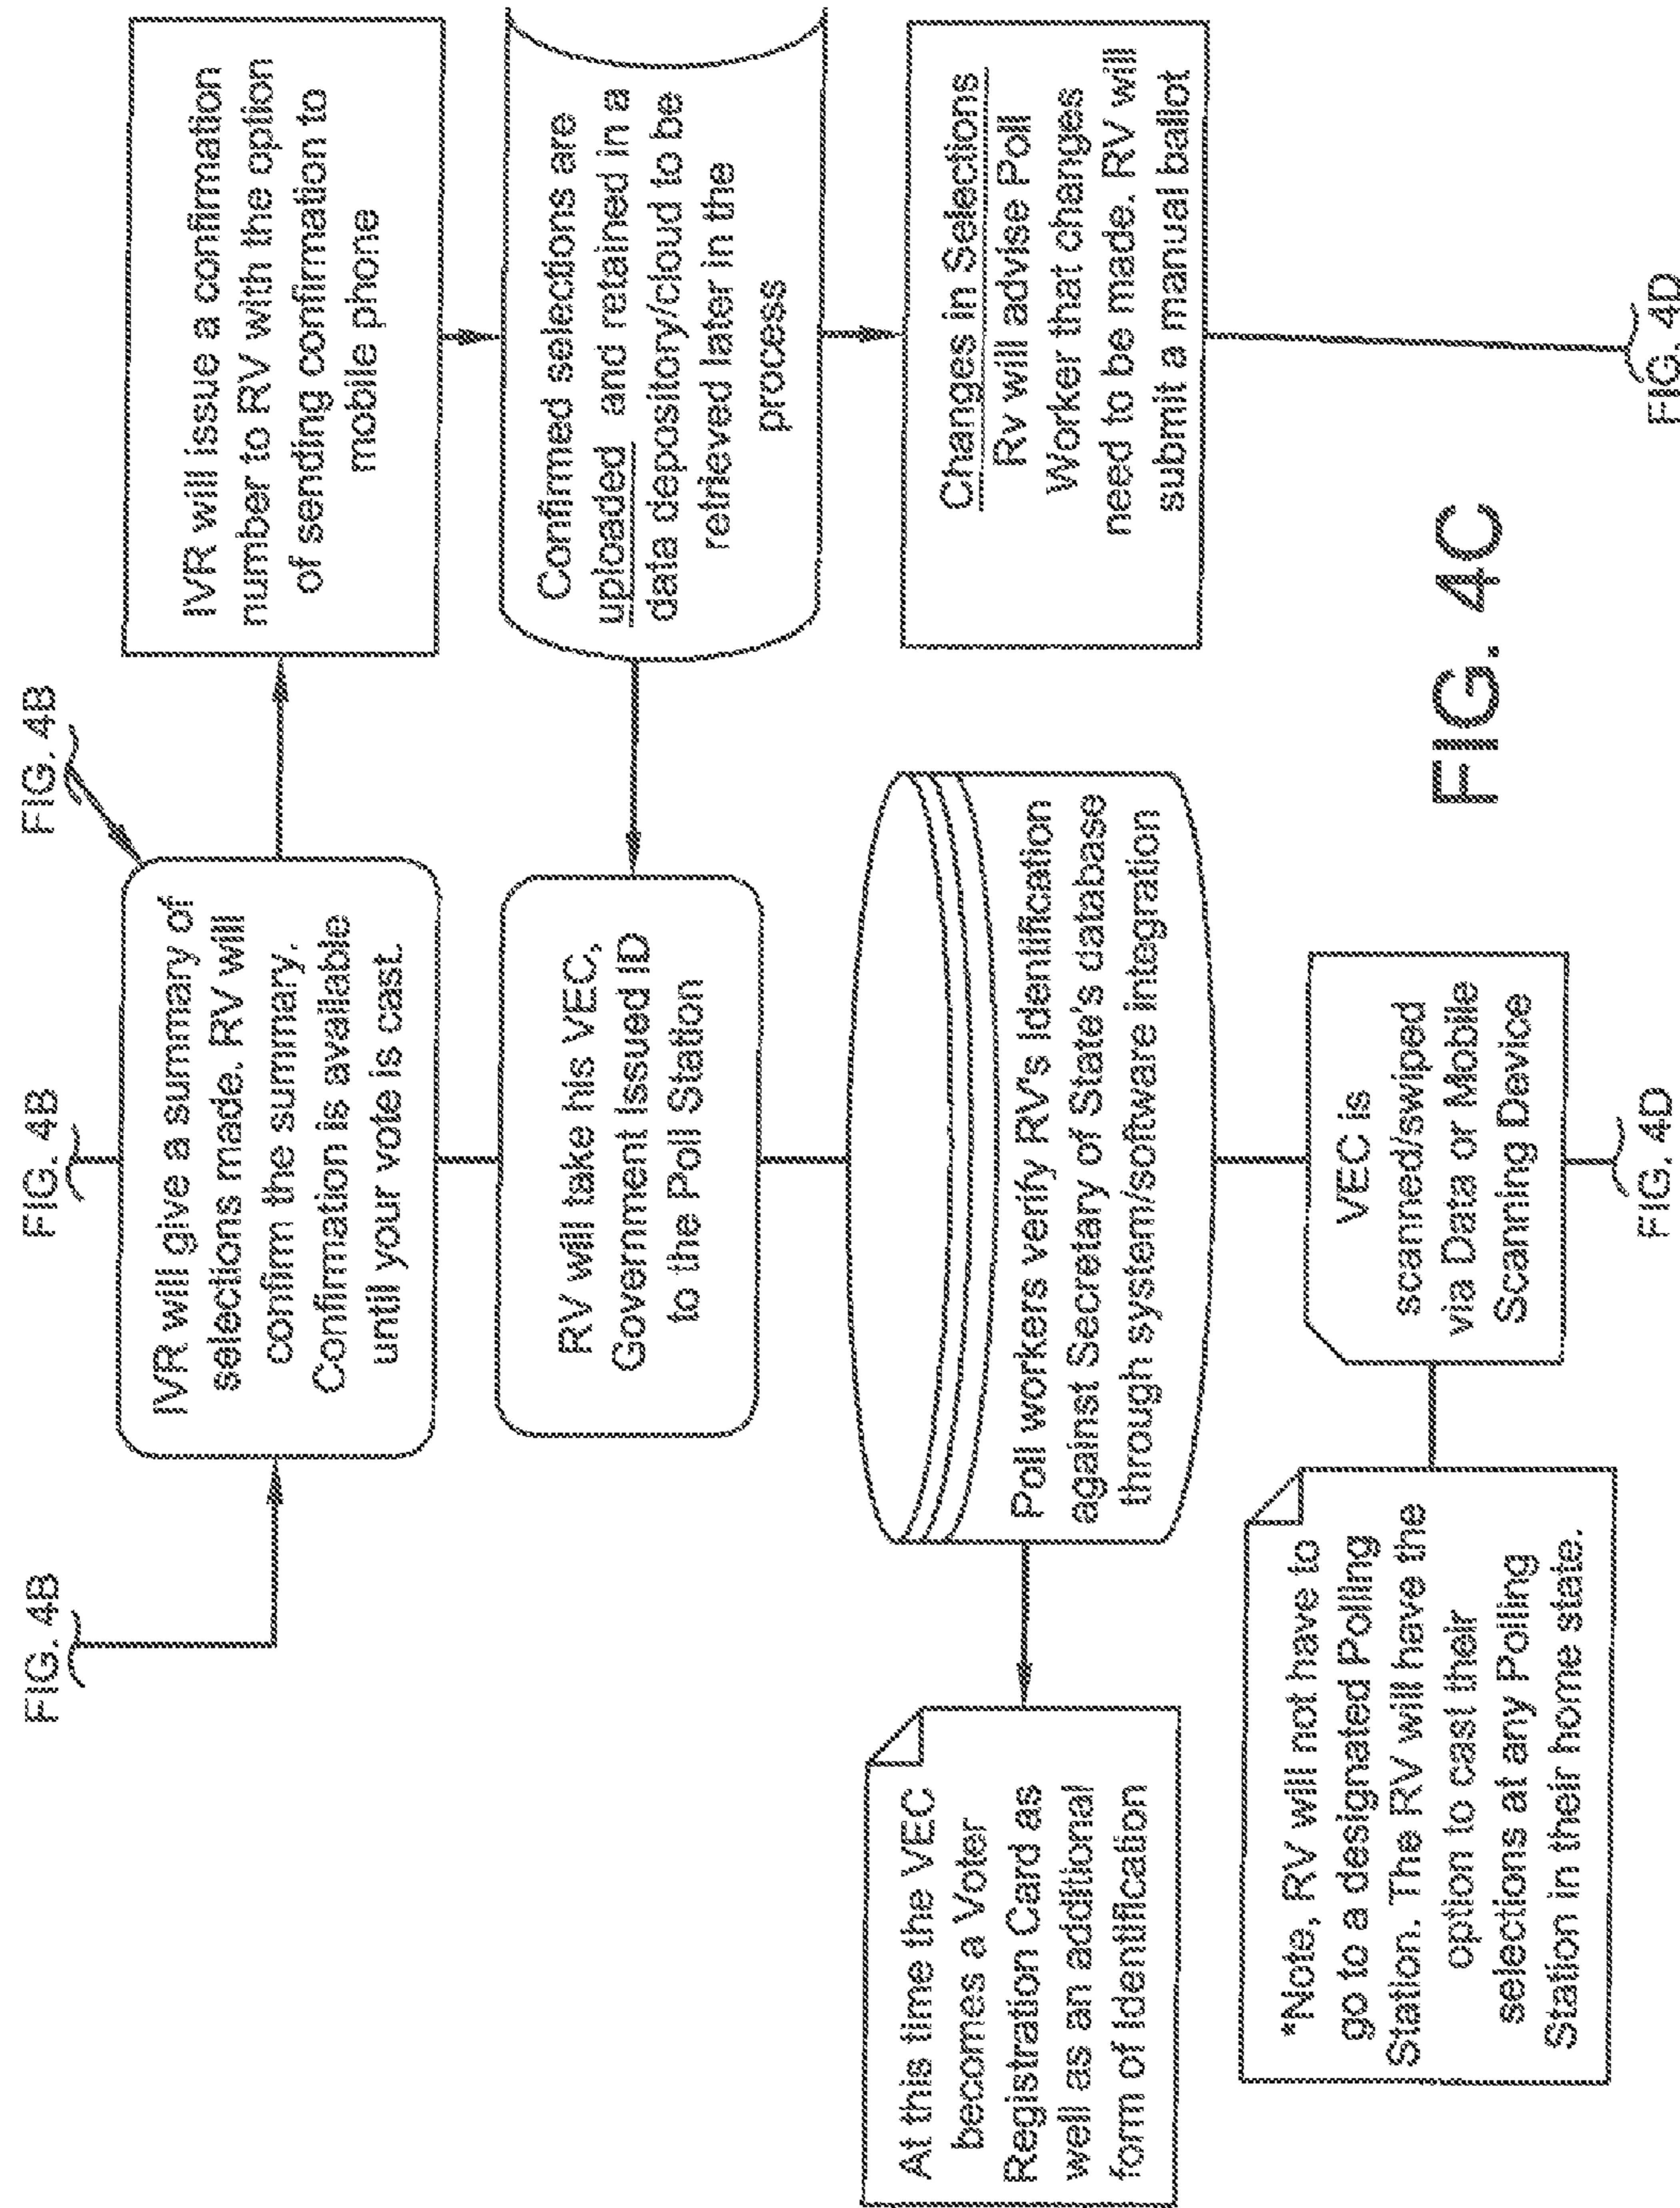 FIG. 4B
FIG. 4B
FIG. 4B
IVR will give a summary of
selections made. RV will
confirm the summary.
Confirmation is available
until your vote is cast.
IVR will issue a confirmation
number to RV with the option
of sending confirmation to
mobile phone
RV will take his VEC,
Government Issued ID
to the Poll Station
Confirmed selections are
uploaded and retained in a
data depository/cloud to be
retrieved later in the
process
At this time the VEC
becomes a Voter
Registration Card as
well as an additional
form of Identification
Poll workers verify RV's Identification
against Secretary of State's database
through system/software integration
Changes in Selections
Rv will advise Poll
Worker that changes
need to be made. RV will
submit a manual ballot
*Note, RV will not have to
go to a designated Polling
Station. The RV will have the
option to cast their
selections at any Polling
Station in their home state.
VEC is
scanned/swiped
via Data or Mobile
Scanning Device
FIG. 4D
FIG. 4D
FIG. 4C